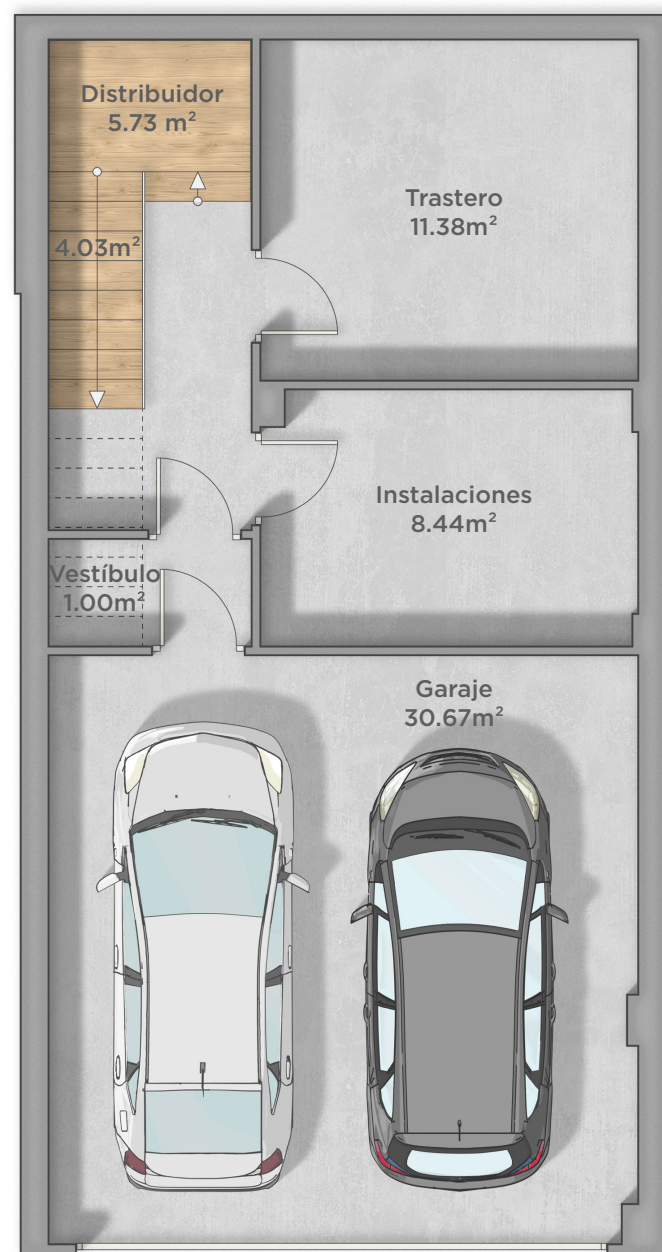 Distribuidor
5.73 m²
4.03m²
Trastero
11.38m²
Instalaciones
8.44m²
Vestíbulo
1.00m²
Garaje
30.67m²